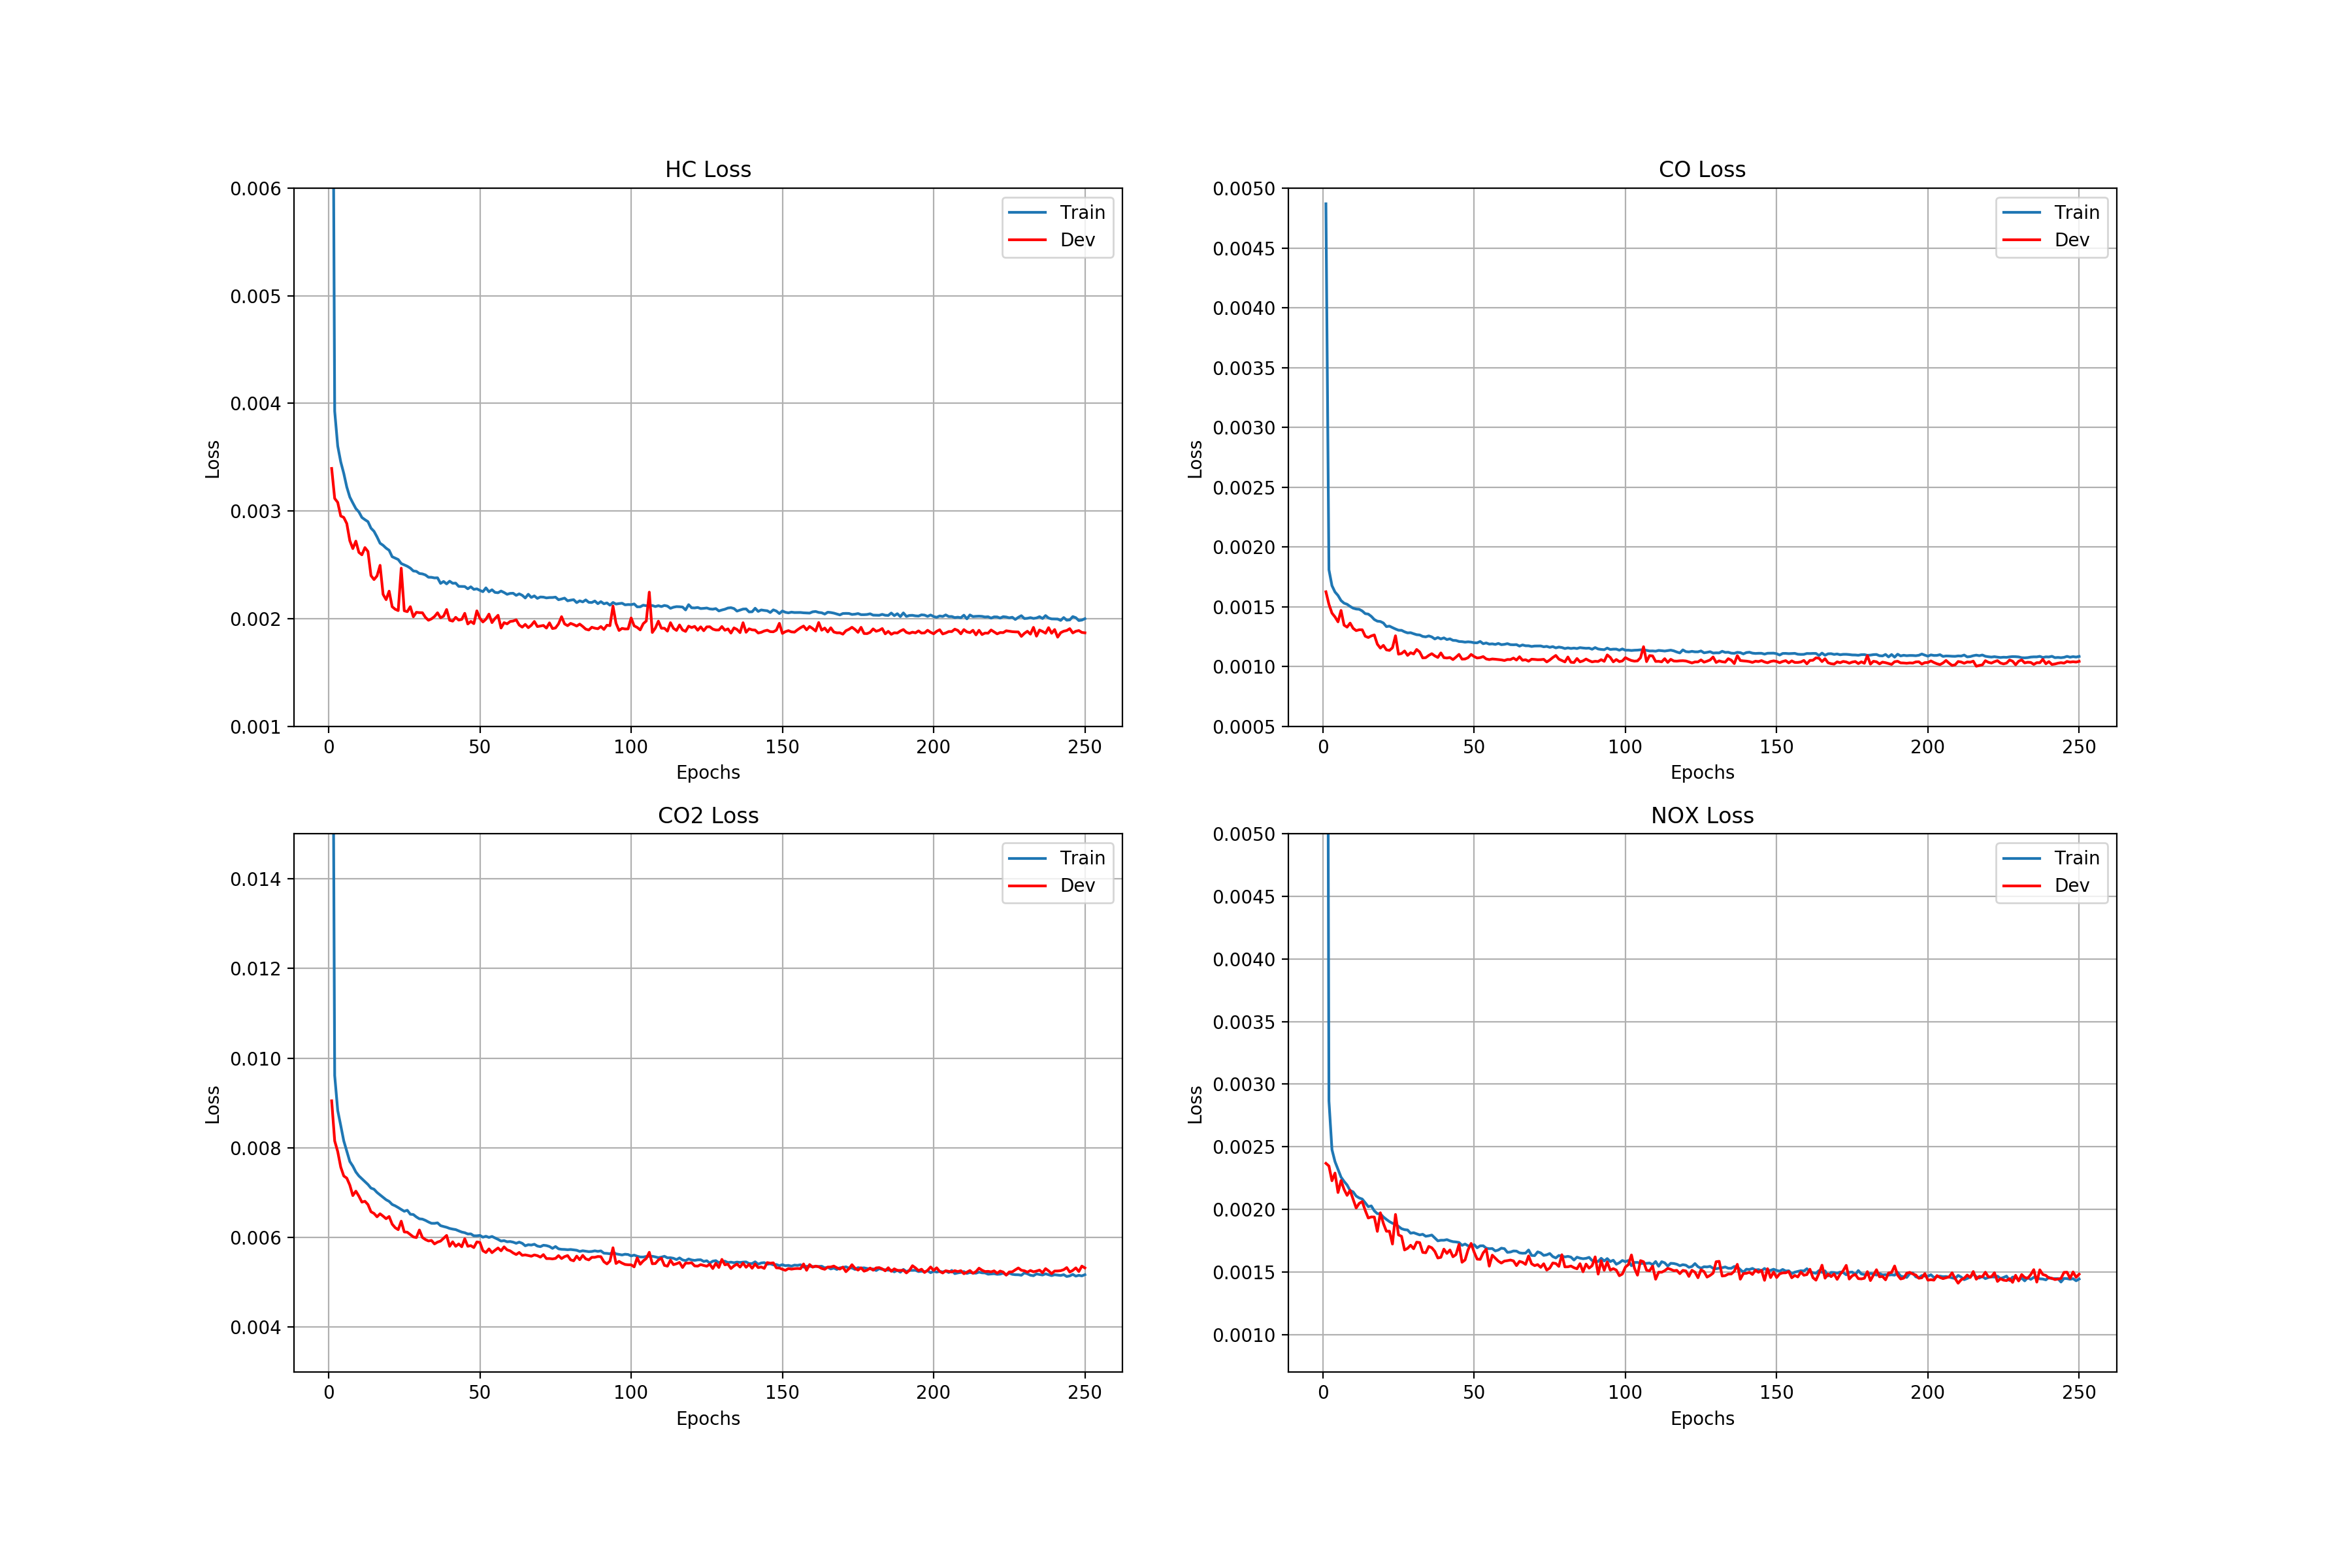 HC Loss
0.006
0.005
0.004
0.003
0.002
0.001
Loss
0 50 100 150 200 250
Epochs
Train
Dev
CO Loss
0.0050
0.0045
0.0040
0.0035
0.0030
0.0025
0.0020
0.0015
0.0010
0.0005
Loss
0 50 100 150 200 250
Epochs
Train
Dev
CO2 Loss
0.014
0.012
0.010
0.008
0.006
0.004
Loss
0 50 100 150 200 250
Epochs
Train
Dev
NOX Loss
0.0050
0.0045
0.0040
0.0035
0.0030
0.0025
0.0020
0.0015
0.0010
Loss
0 50 100 150 200 250
Epochs
Train
Dev